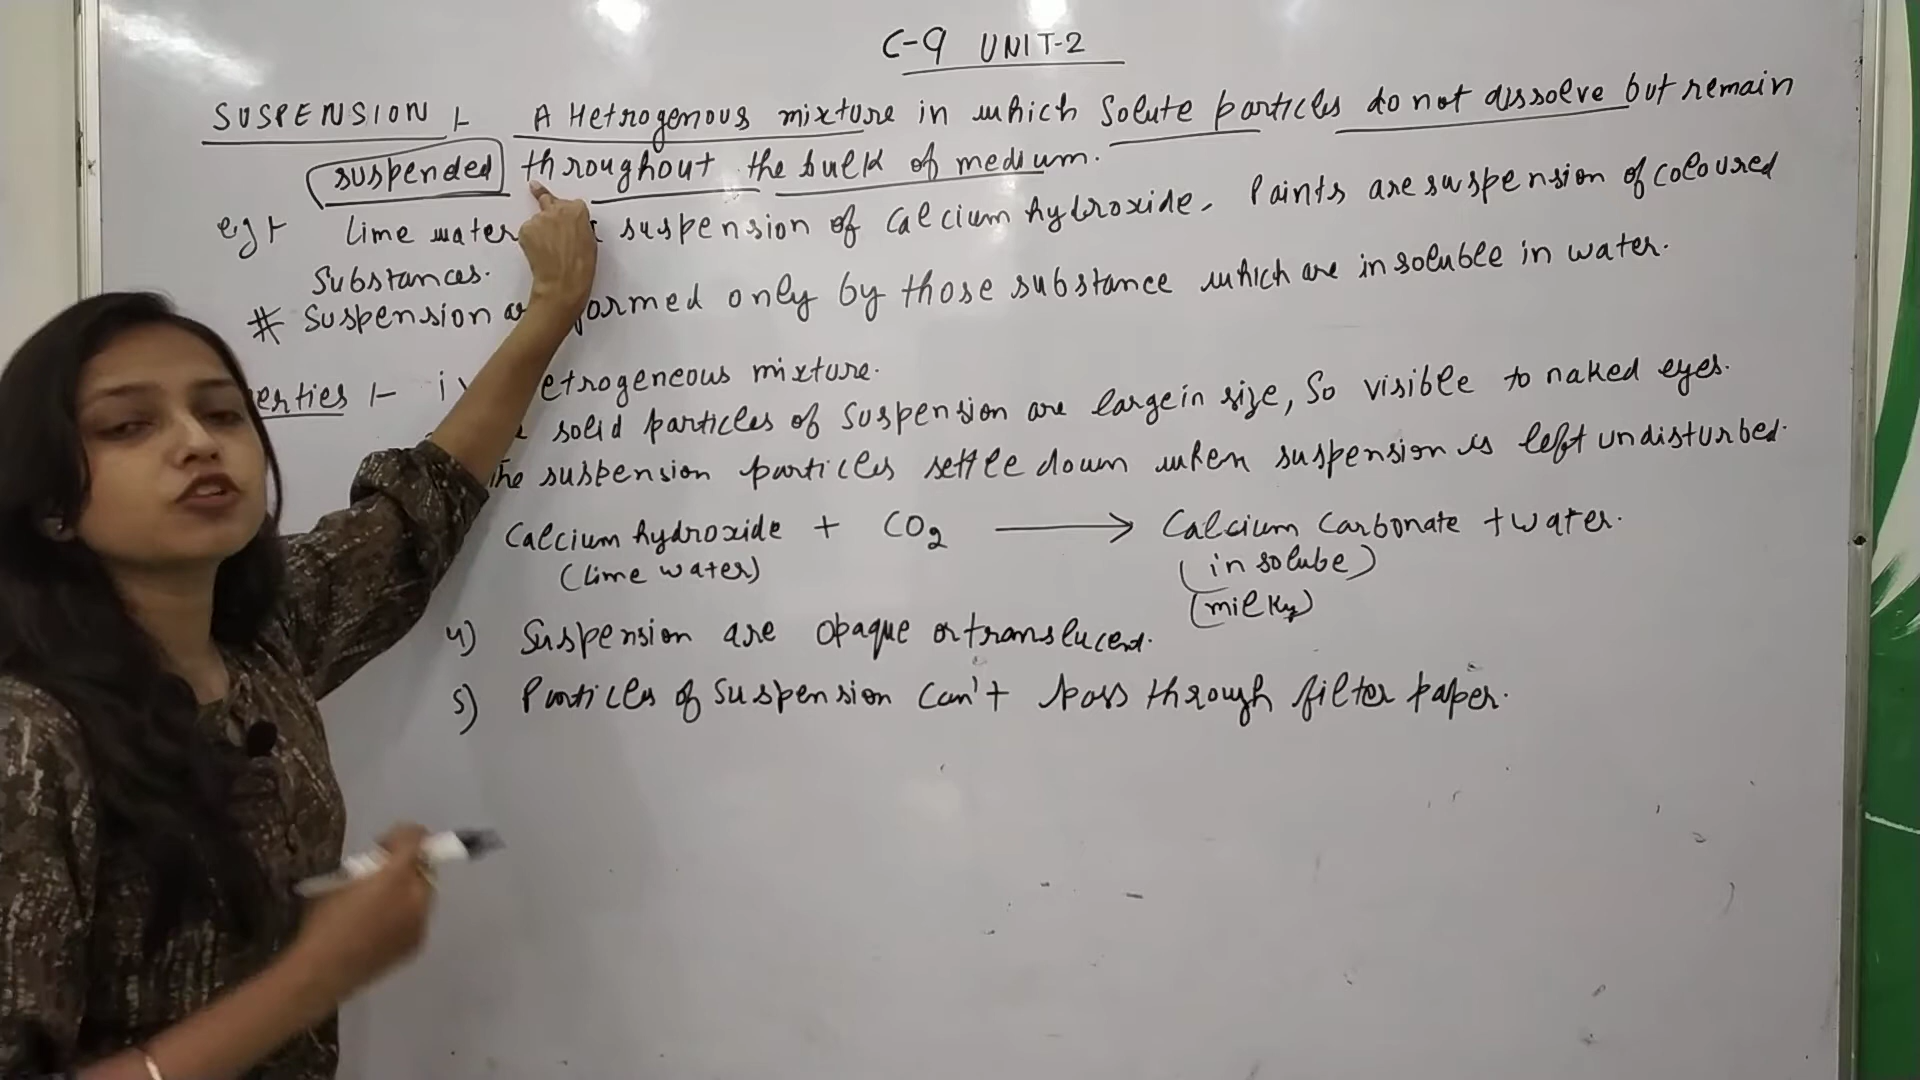 C-9 UNIT-2
SUSPENSION :- A Hetrogenous mixture in which Solute particles do not dissolve but remain
suspended throughout the bulk of medium.
e.g:- Lime water suspension of Calcium hydroxide. Paints are suspension of coloured
Substances.
# Suspension formed only by those substance which are insoluble in water.
erties :- i etrogeneous mixture.
solid particles of suspension are large in size, So visible to naked eyes.
The suspension particles settle down when suspension is left undisturbed.
Calcium hydroxide + CO2 → Calcium Carbonate + water.
(lime water) (insolube)
(milky)
4) Suspension are opaque or translucent.
5) Particles of suspension can't pass through filter paper.